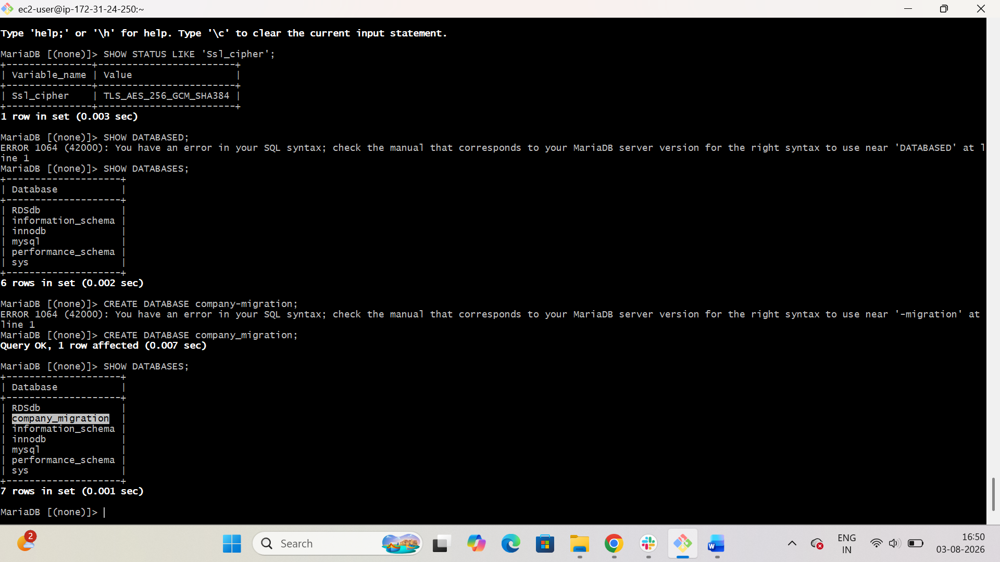 ec2-user@ip-172-31-24-250:~
Type 'help;' or '\h' for help. Type '\c' to clear the current input statement.
MariaDB [(none)]> SHOW STATUS LIKE 'Ssl_cipher';
+---------------+------------------------+
| Variable_name | Value                  |
+---------------+------------------------+
| Ssl_cipher    | TLS_AES_256_GCM_SHA384 |
+---------------+------------------------+
1 row in set (0.003 sec)
MariaDB [(none)]> SHOW DATABASED;
ERROR 1064 (42000): You have an error in your SQL syntax; check the manual that corresponds to your MariaDB server version for the right syntax to use near 'DATABASED' at l
ine 1
MariaDB [(none)]> SHOW DATABASES;
+--------------------+
| Database           |
+--------------------+
| RDSdb              |
| information_schema |
| innodb             |
| mysql              |
| performance_schema |
| sys                |
+--------------------+
6 rows in set (0.002 sec)
MariaDB [(none)]> CREATE DATABASE company-migration;
ERROR 1064 (42000): You have an error in your SQL syntax; check the manual that corresponds to your MariaDB server version for the right syntax to use near '-migration' at
line 1
MariaDB [(none)]> CREATE DATABASE company_migration;
Query OK, 1 row affected (0.007 sec)
MariaDB [(none)]> SHOW DATABASES;
+--------------------+
| Database           |
+--------------------+
| RDSdb              |
| company_migration  |
| information_schema |
| innodb             |
| mysql              |
| performance_schema |
| sys                |
+--------------------+
7 rows in set (0.001 sec)
MariaDB [(none)]>
2
Search
W
ENG
IN
16:50
03-08-2026